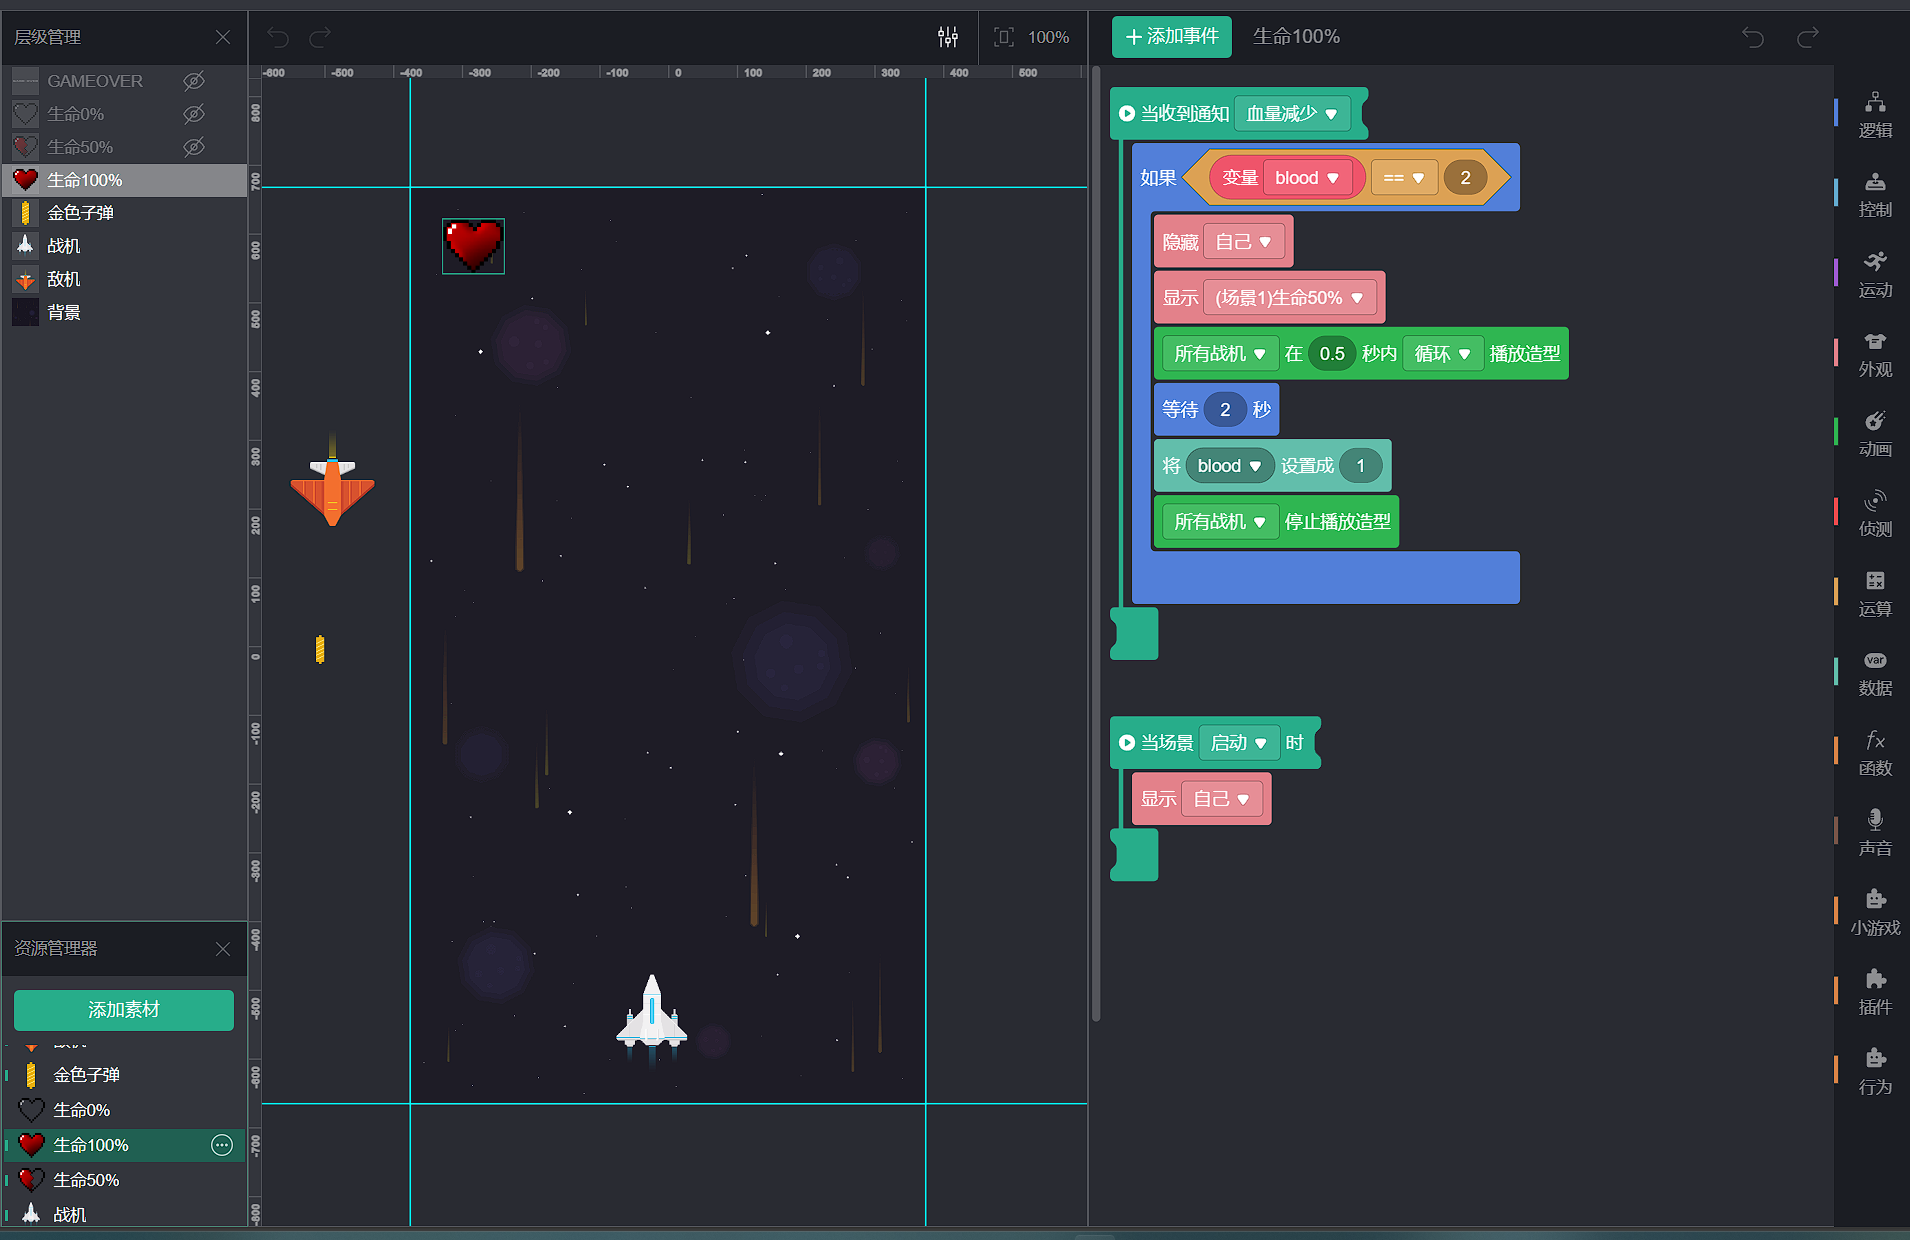 层级管理
100%
添加事件
生命100%
-600 -500 -400 -300 -200 -100 0 100 200 300 400 500
GAMEOVER
生命0%
生命50%
生命100%
金色子弹
战机
敌机
背景
800
700
600
500
400
300
200
100
0
-100
-200
-300
-400
-500
-600
-700
-800
当收到通知 血量减少
如果 变量 blood == 2
隐藏 自己
显示 (场景1)生命50%
所有战机 在 0.5 秒内 循环 播放造型
等待 2 秒
将 blood 设置成 1
所有战机 停止播放造型
当场景 启动 时
显示 自己
逻辑
控制
运动
外观
动画
侦测
运算
var
数据
fx
函数
声音
小游戏
插件
行为
资源管理器
添加素材
敌机
金色子弹
生命0%
生命100%
生命50%
战机